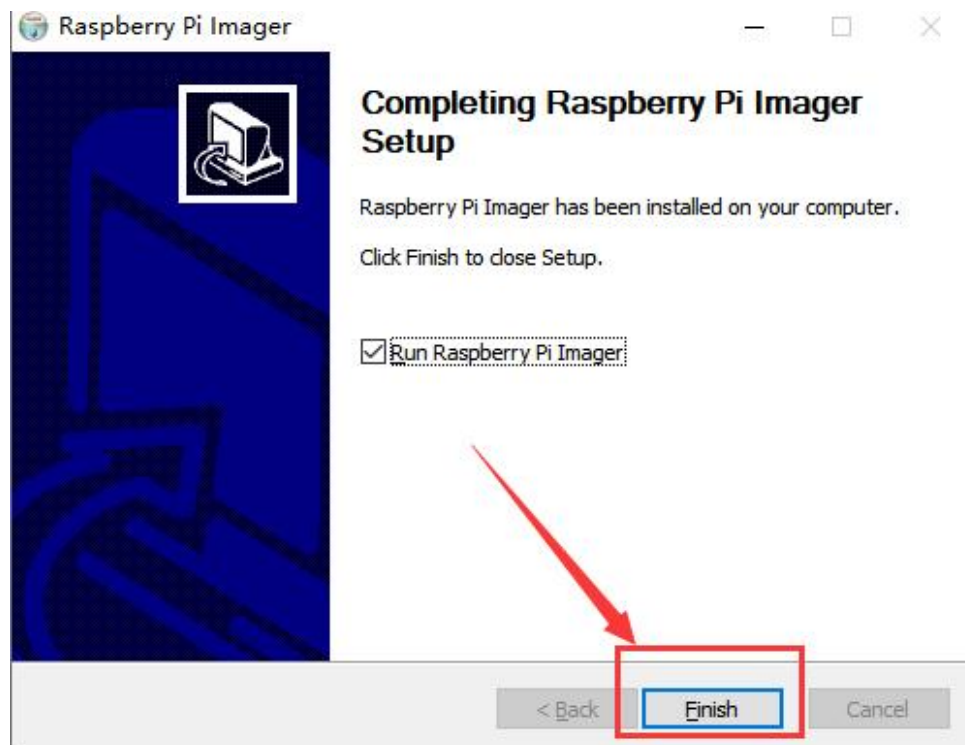 Raspberry Pi Imager
Completing Raspberry Pi Imager
Setup
Raspberry Pi Imager has been installed on your computer.
Click Finish to close Setup.
Run Raspberry Pi Imager
< Back Finish Cancel